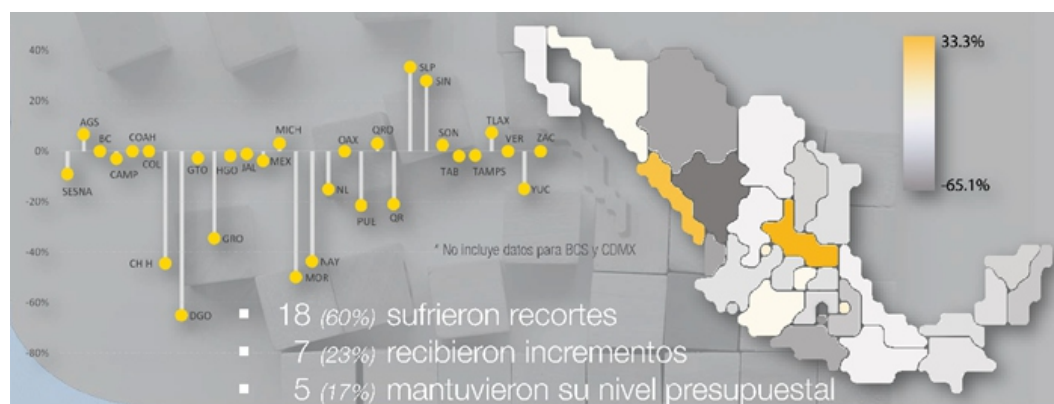 40%
20%
0%
-20%
-40%
-60%
-80%
SESNA
AGS
BC
CAMP
COAH
COL
CH H
DGO
GTO
GRO
HGO
JAL
MEX
MICH
MOR
NAY
NL
OAX
PUE
QRD
QR
SLP
SIN
SON
TAB
TAMPS
TLAX
VER
YUC
ZAC
* No incluye datos para BCS y CDMX
33.3%
-65.1%
▪ 18 (60%) sufrieron recortes
▪ 7 (23%) recibieron incrementos
▪ 5 (17%) mantuvieron su nivel presupuestal